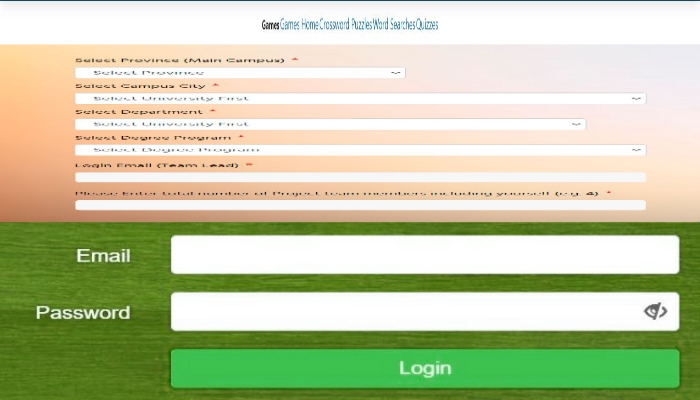 Games Games Home Crossword Puzzles Word Searches Quizzes
Select Province (Main Campus) *
Select Province
Select Campus City *
Select University First
Select Department *
Select University First
Select Degree Program *
Select Degree Program
Login Email (Team Lead) *
Please Enter total number of Project team members including yourself (e.g. 4) *
Email
Password
Login